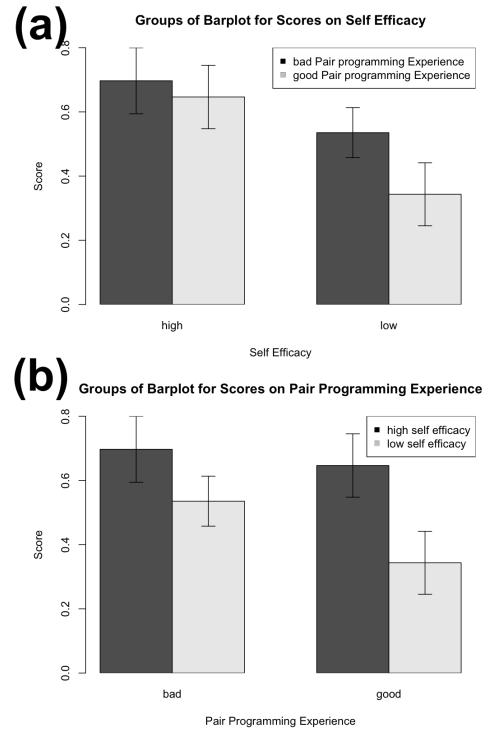 (a)
Groups of Barplot for Scores on Self Efficacy
0.8
0.6
0.4
0.2
0.0
Score
bad Pair programming Experience
good Pair programming Experience
high
low
Self Efficacy
(b)
Groups of Barplot for Scores on Pair Programming Experience
0.8
0.6
0.4
0.2
0.0
Score
high self efficacy
low self efficacy
bad
good
Pair Programming Experience